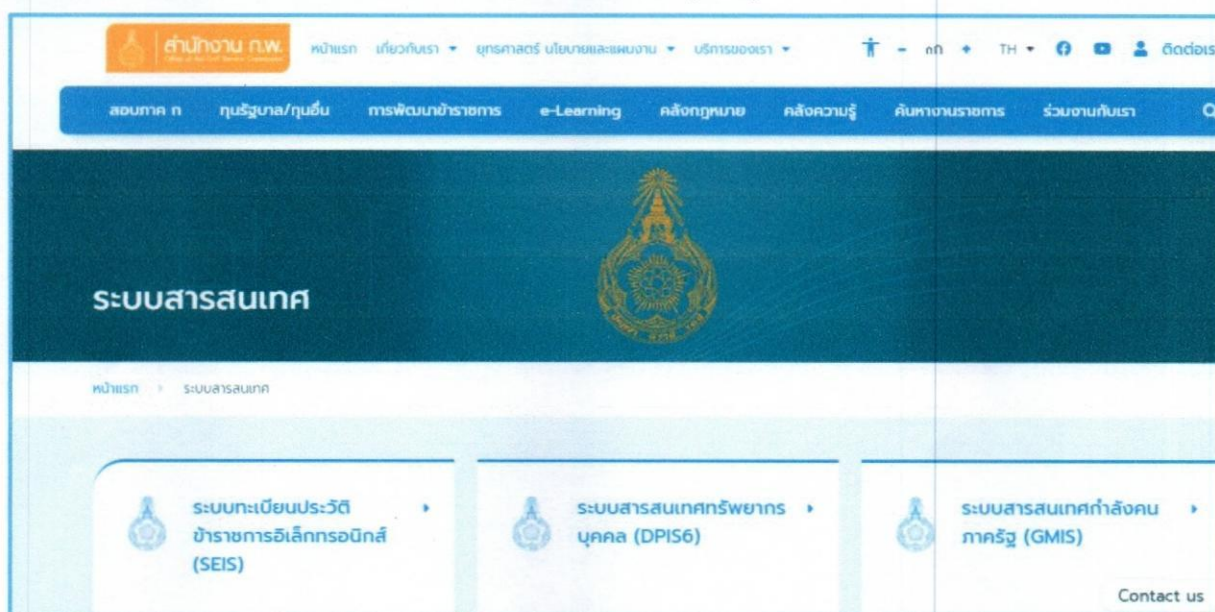 สำนักงาน ก.พ.
Office of the Civil Service Commission
หน้าแรก เกี่ยวกับเรา ยุทธศาสตร์ นโยบายและแผนงาน บริการของเรา - กก + TH ติดต่อเร
สอบภาค ก ทุนรัฐบาล/ทุนอื่น การพัฒนาข้าราชการ e-Learning คลังกฎหมาย คลังความรู้ ค้นหางานราชการ ร่วมงานกับเรา
ระบบสารสนเทศ
หน้าแรก › ระบบสารสนเทศ
ระบบทะเบียนประวัติ
ข้าราชการอิเล็กทรอนิกส์
(SEIS)
ระบบสารสนเทศทรัพยากร
บุคคล (DPIS6)
ระบบสารสนเทศกำลังคน
ภาครัฐ (GMIS)
Contact us